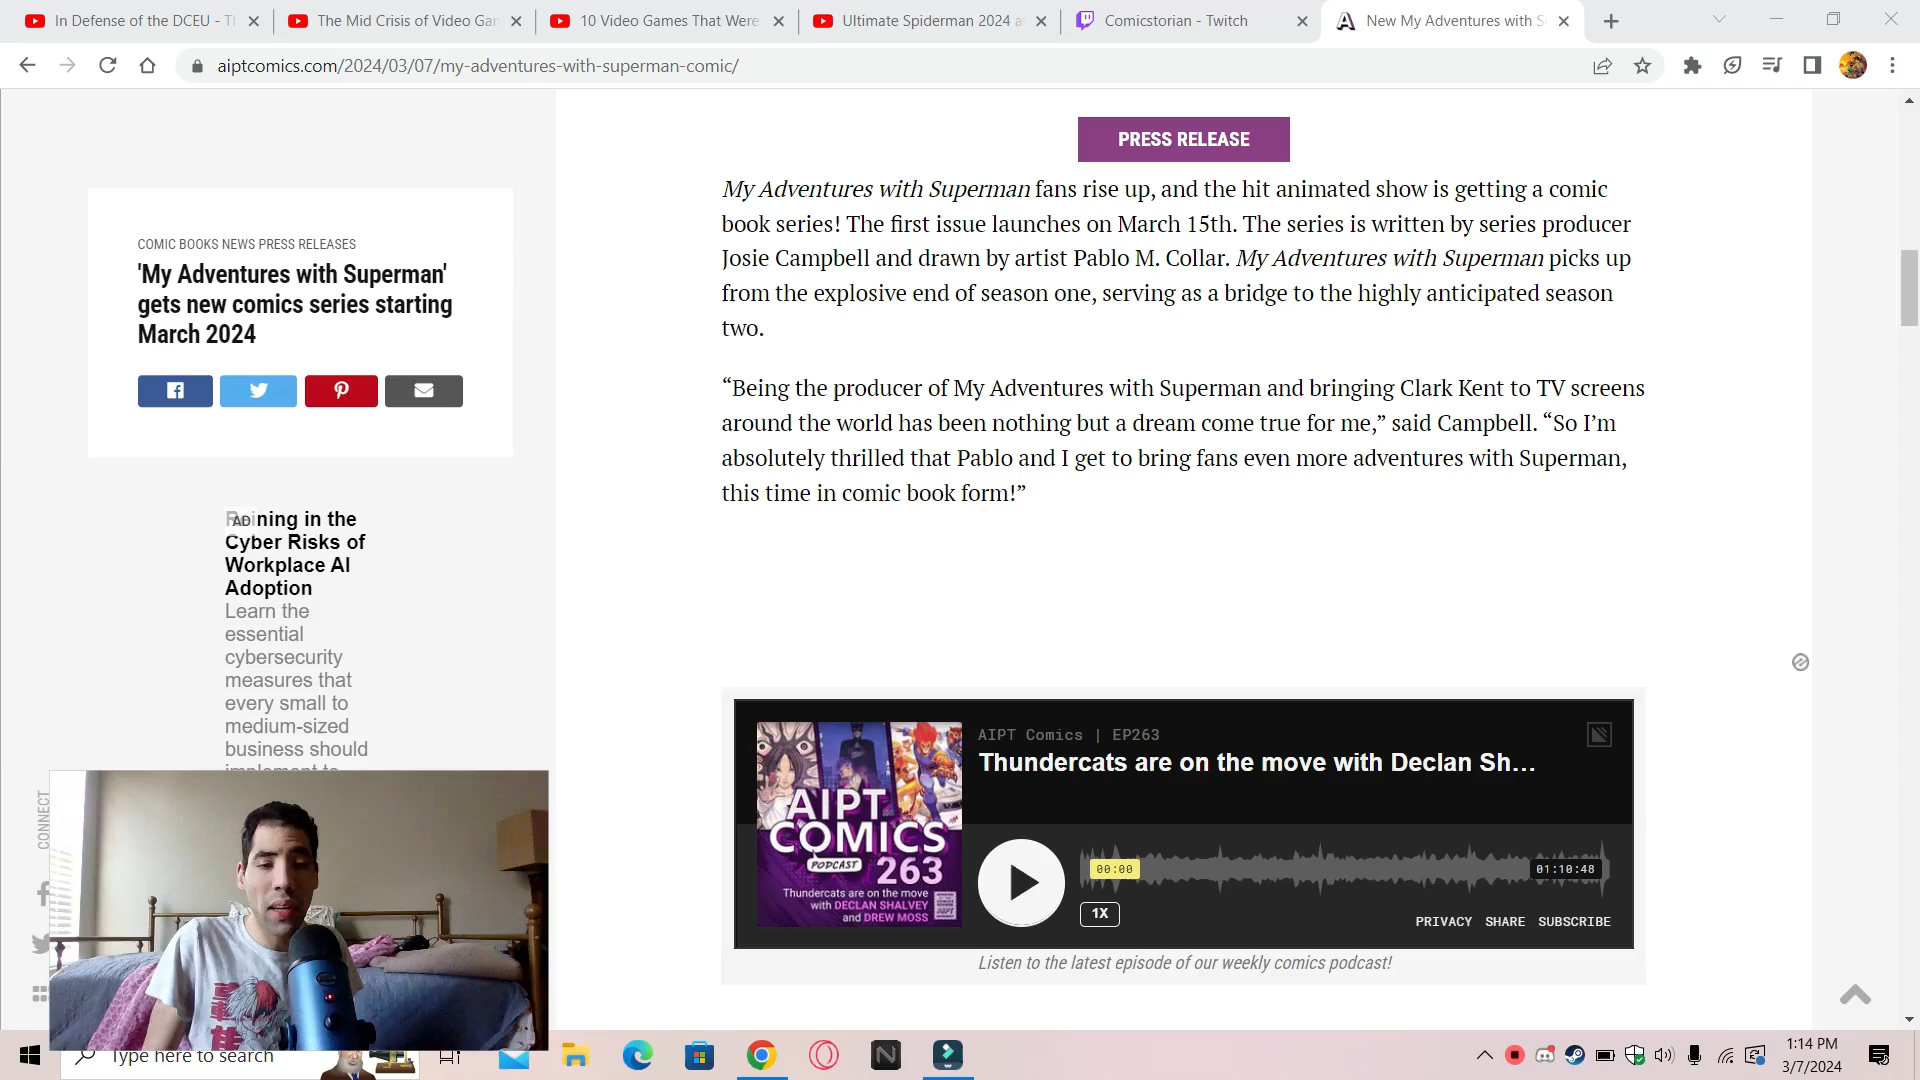 In Defense of the DCEU - T
The Mid Crisis of Video Gan
10 Video Games That Were
Ultimate Spiderman 2024 a
Comicstorian - Twitch
New My Adventures with S
aiptcomics.com/2024/03/07/my-adventures-with-superman-comic/
COMIC BOOKS NEWS PRESS RELEASES
'My Adventures with Superman'
gets new comics series starting
March 2024
AD
Reining in the
Cyber Risks of
Workplace AI
Adoption
Learn the
essential
cybersecurity
measures that
every small to
medium-sized
business should
implement to
CONNECT
PRESS RELEASE
My Adventures with Superman fans rise up, and the hit animated show is getting a comic
book series! The first issue launches on March 15th. The series is written by series producer
Josie Campbell and drawn by artist Pablo M. Collar. My Adventures with Superman picks up
from the explosive end of season one, serving as a bridge to the highly anticipated season
two.
“Being the producer of My Adventures with Superman and bringing Clark Kent to TV screens
around the world has been nothing but a dream come true for me,” said Campbell. “So I’m
absolutely thrilled that Pablo and I get to bring fans even more adventures with Superman,
this time in comic book form!”
AIPT
COMICS
PODCAST 263
Thundercats are on the move
with DECLAN SHALVEY
and DREW MOSS
AIPT Comics | EP263
Thundercats are on the move with Declan Sh...
00:00
01:10:48
1X
PRIVACY SHARE SUBSCRIBE
Listen to the latest episode of our weekly comics podcast!
Type here to search
1:14 PM
3/7/2024